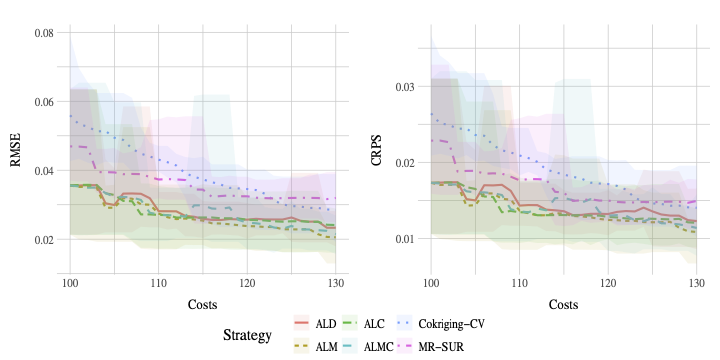 0.08
0.06
0.04
0.02
RMSE
100 110 120 130
Costs
0.03
0.02
0.01
CRPS
100 110 120 130
Costs
Strategy
ALD ALC Cokriging−CV
ALM ALMC MR−SUR